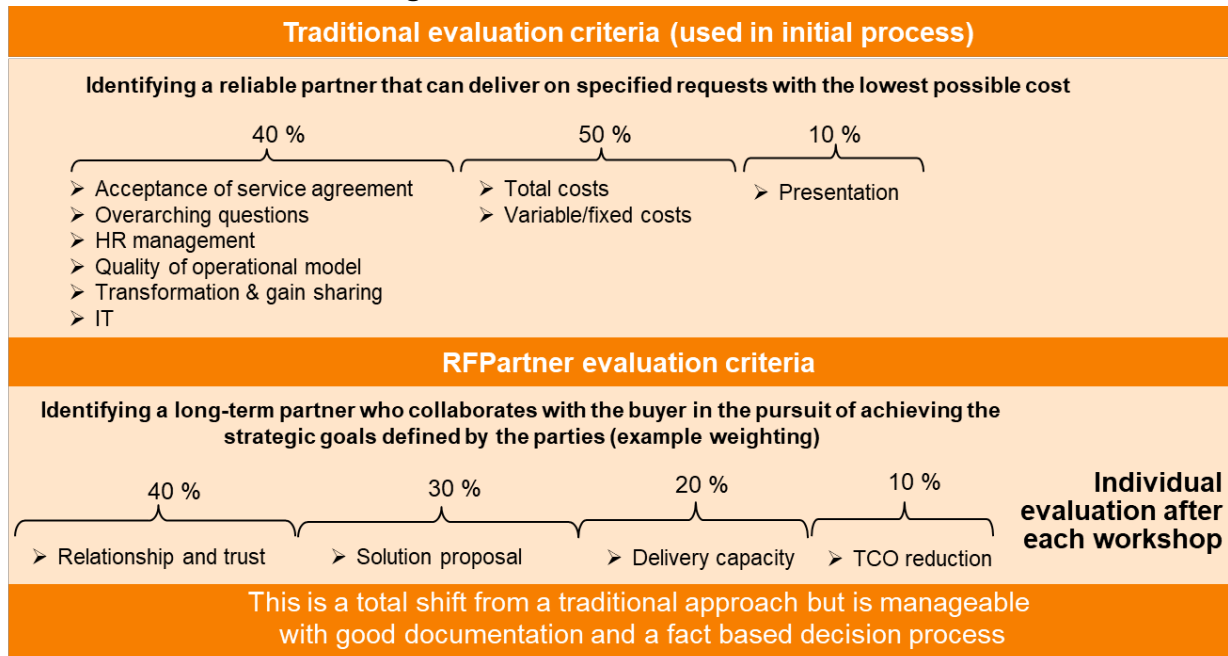 Traditional evaluation criteria (used in initial process)
Identifying a reliable partner that can deliver on specified requests with the lowest possible cost
40 %
50 %
10 %
➢ Acceptance of service agreement
➢ Overarching questions
➢ HR management
➢ Quality of operational model
➢ Transformation & gain sharing
➢ IT
➢ Total costs
➢ Variable/fixed costs
➢ Presentation
RFPartner evaluation criteria
Identifying a long-term partner who collaborates with the buyer in the pursuit of achieving the
strategic goals defined by the parties (example weighting)
40 %
30 %
20 %
10 %
➢ Relationship and trust
➢ Solution proposal
➢ Delivery capacity
➢ TCO reduction
Individual
evaluation after
each workshop
This is a total shift from a traditional approach but is manageable
with good documentation and a fact based decision process